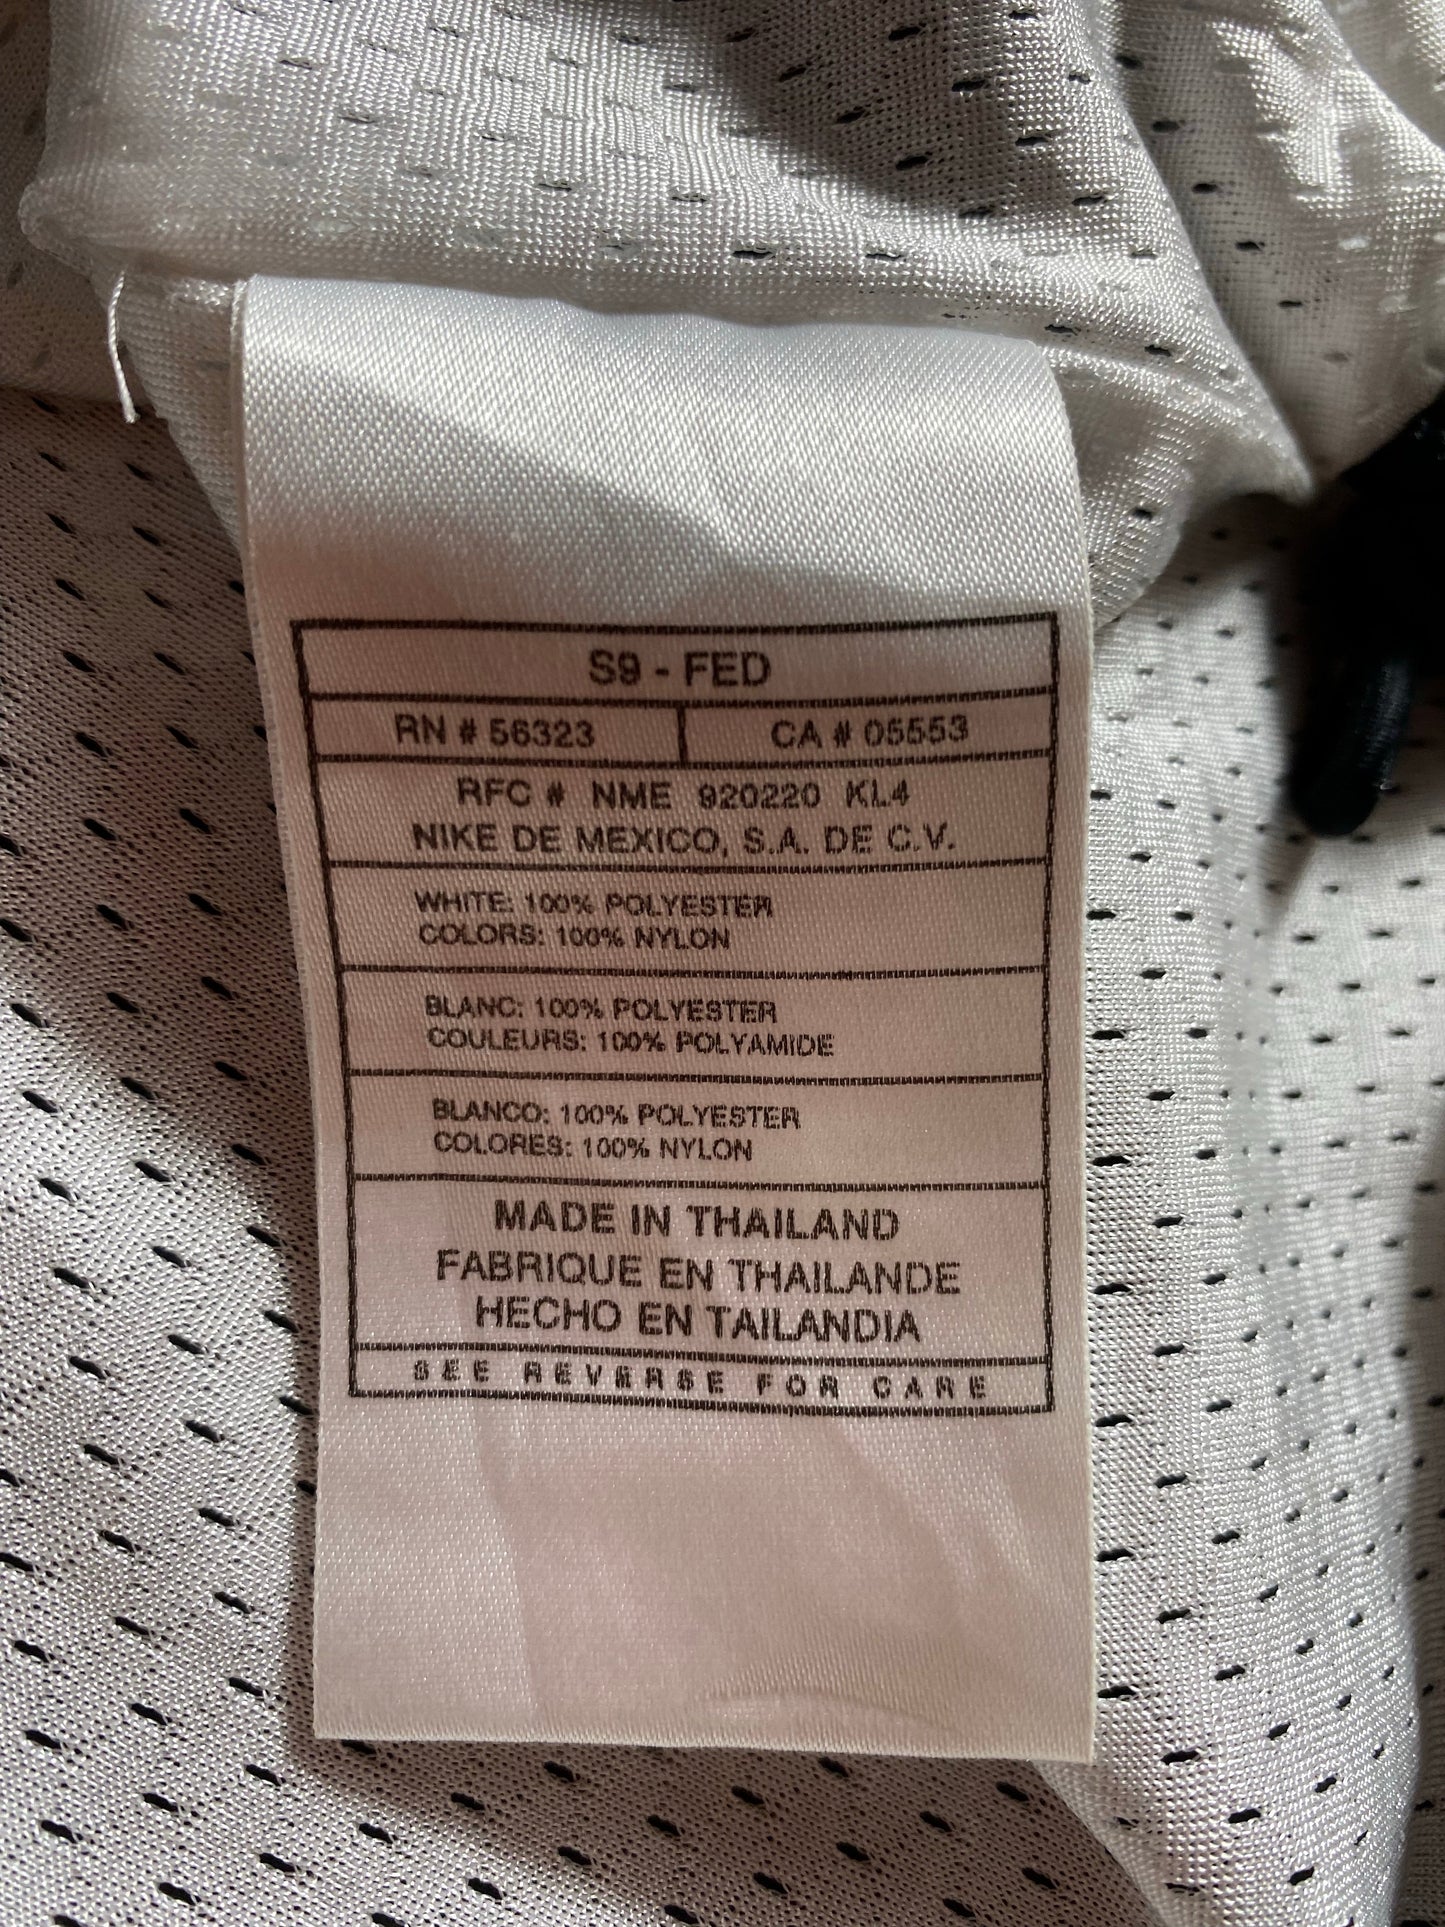 S9 - FED
RN # 56323 CA # 05553
RFC # NME 920220 KL4
NIKE DE MEXICO, S.A. DE C.V.
WHITE: 100% POLYESTER
COLORS: 100% NYLON
BLANC: 100% POLYESTER
COULEURS: 100% POLYAMIDE
BLANCO: 100% POLYESTER
COLORES: 100% NYLON
MADE IN THAILAND
FABRIQUE EN THAILANDE
HECHO EN TAILANDIA
SEE REVERSE FOR CARE